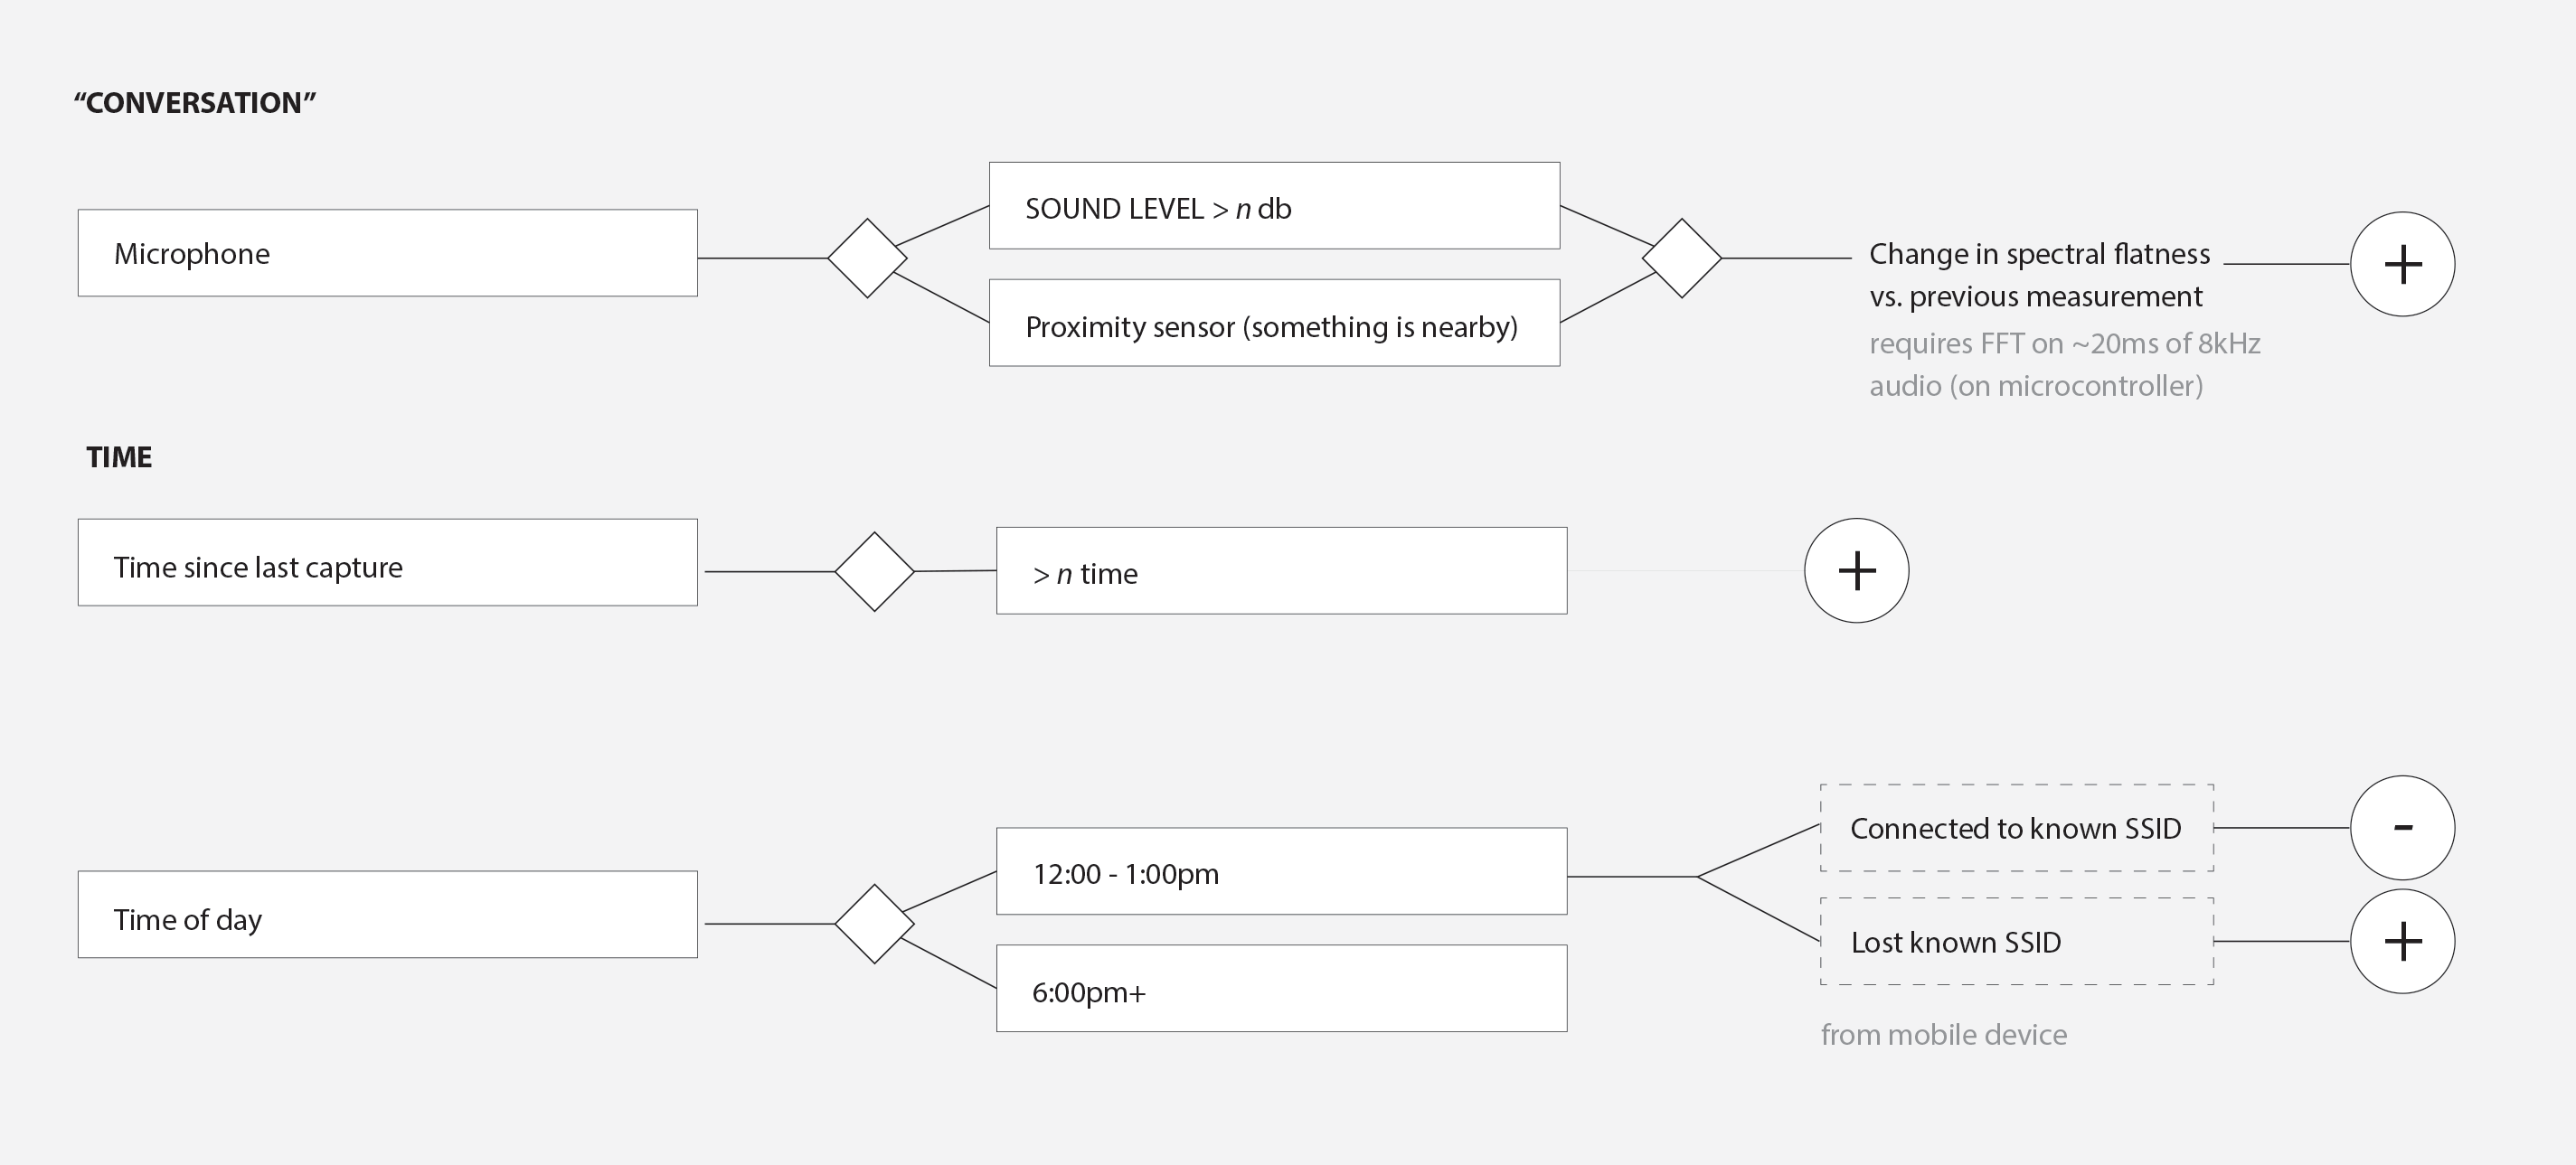 “CONVERSATION”
Microphone
SOUND LEVEL > n db
Proximity sensor (something is nearby)
Change in spectral flatness
vs. previous measurement
requires FFT on ~20ms of 8kHz
audio (on microcontroller)
+
TIME
Time since last capture
> n time
+
Time of day
12:00 - 1:00pm
6:00pm+
Connected to known SSID
-
Lost known SSID
+
from mobile device